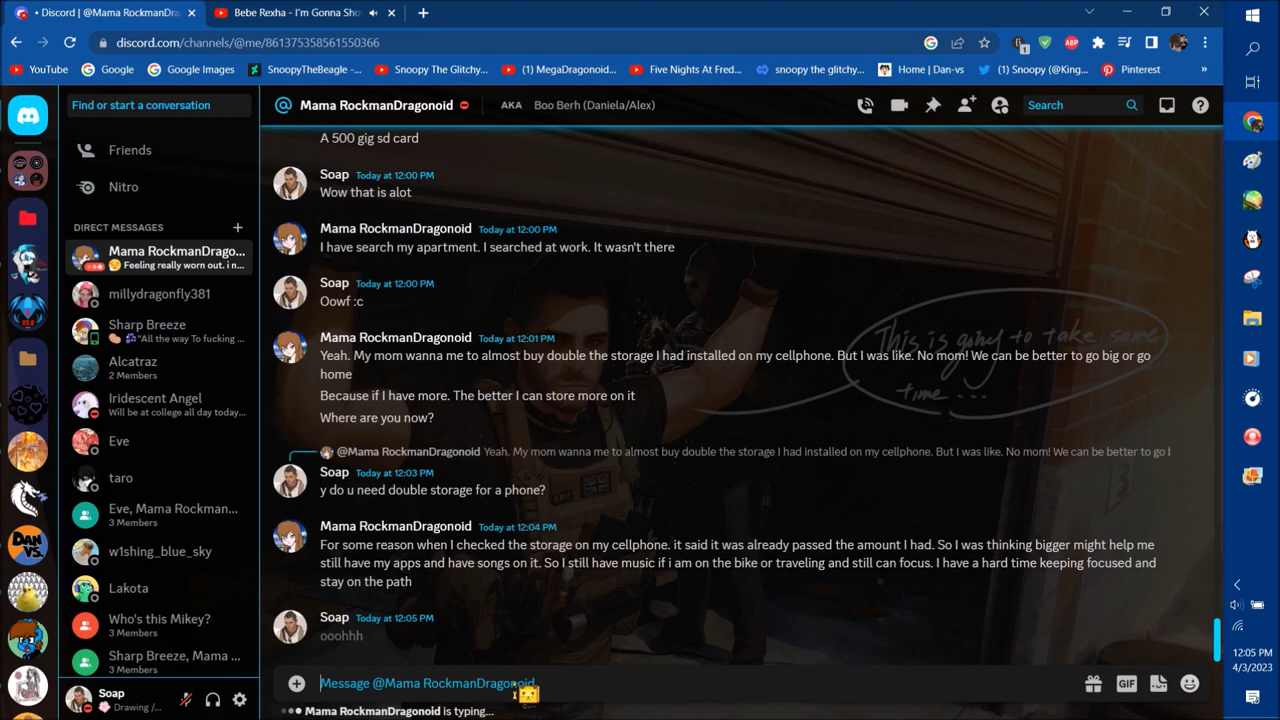 Discord | @Mama RockmanDra
Bebe Rexha - I'm Gonna Sho
discord.com/channels/@me/861375358561550366
YouTube
Google
Google Images
SnoopyTheBeagle -...
Snoopy The Glitchy...
(1) MegaDragonoid...
Five Nights At Fred...
snoopy the glitchy...
Home | Dan-vs
(1) Snoopy (@King...
Pinterest
Find or start a conversation
Mama RockmanDragonoid
AKA
Boo Berh (Daniela/Alex)
Search
Friends
Nitro
DIRECT MESSAGES
Mama RockmanDrago...
Feeling really worn out. i n...
millydragonfly381
Sharp Breeze
"All the way To fucking ...
Alcatraz
2 Members
Iridescent Angel
Will be at college all day today...
Eve
taro
Eve, Mama Rockman...
3 Members
w1shing_blue_sky
Lakota
Who's this Mikey?
3 Members
Sharp Breeze, Mama ...
3 Members
Soap
Drawing /...
A 500 gig sd card
Soap Today at 12:00 PM
Wow that is alot
Mama RockmanDragonoid Today at 12:00 PM
I have search my apartment. I searched at work. It wasn't there
Soap Today at 12:00 PM
Oowf :c
Mama RockmanDragonoid Today at 12:01 PM
Yeah. My mom wanna me to almost buy double the storage I had installed on my cellphone. But I was like. No mom! We can be better to go big or go
home
Because if I have more. The better I can store more on it
Where are you now?
This is going to take some
time...
@Mama RockmanDragonoid Yeah. My mom wanna me to almost buy double the storage I had installed on my cellphone. But I was like. No mom! We can be better to go big or go h
Soap Today at 12:03 PM
y do u need double storage for a phone?
Mama RockmanDragonoid Today at 12:04 PM
For some reason when I checked the storage on my cellphone. it said it was already passed the amount I had. So I was thinking bigger might help me
still have my apps and have songs on it. So I still have music if i am on the bike or traveling and still can focus. I have a hard time keeping focused and
stay on the path
Soap Today at 12:05 PM
ooohhh
Message @Mama RockmanDragonoid
GIF
Mama RockmanDragonoid is typing...
12:05 PM
4/3/2023